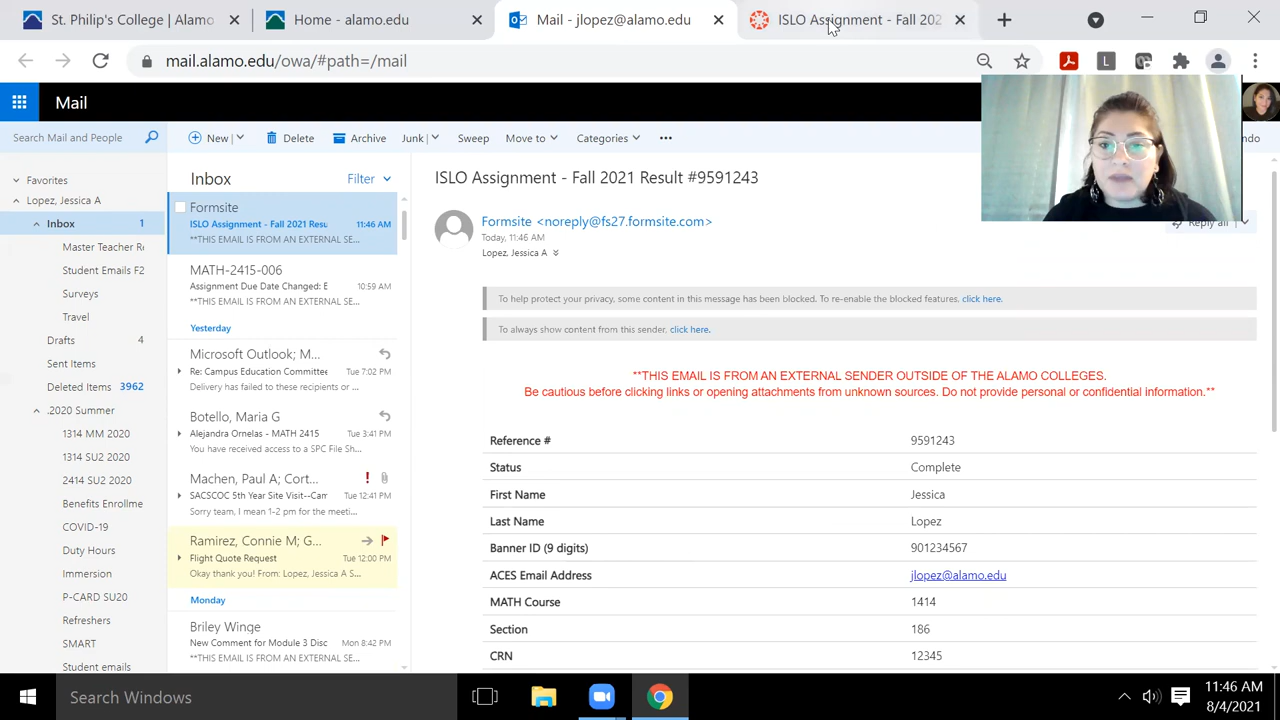 St. Philip's College | Alamo
Home - alamo.edu
Mail - jlopez@alamo.edu
ISLO Assignment - Fall 202
mail.alamo.edu/owa/#path=/mail
L
Mail
Search Mail and People
New
Delete
Archive
Junk
Sweep
Move to
Categories
Favorites
Lopez, Jessica A
Inbox 1
Master Teacher Re
Student Emails F2
Surveys
Travel
Drafts 4
Sent Items
Deleted Items 3962
.2020 Summer
1314 MM 2020
1314 SU2 2020
2414 SU2 2020
Benefits Enrollme
COVID-19
Duty Hours
Immersion
P-CARD SU20
Refreshers
SMART
Student emails
Inbox
Filter
Formsite
ISLO Assignment - Fall 2021 Resu 11:46 AM
**THIS EMAIL IS FROM AN EXTERNAL SE...
MATH-2415-006
Assignment Due Date Changed: E 10:59 AM
**THIS EMAIL IS FROM AN EXTERNAL SE...
Yesterday
Microsoft Outlook; M...
Re: Campus Education Committee Tue 7:02 PM
Delivery has failed to these recipients or ...
Botello, Maria G
Alejandra Ornelas - MATH 2415 Tue 3:41 PM
You have received access to a SPC File Sh...
Machen, Paul A; Cort...
SACSCOC 5th Year Site Visit--Cam Tue 12:41 PM
Sorry team, I mean 1-2 pm for the meeti...
Ramirez, Connie M; G...
Flight Quote Request Tue 12:00 PM
Okay thank you! From: Lopez, Jessica A S...
Monday
Briley Winge
New Comment for Module 3 Disc Mon 8:42 PM
**THIS EMAIL IS FROM AN EXTERNAL SE...
ISLO Assignment - Fall 2021 Result #9591243
Formsite <noreply@fs27.formsite.com>
Today, 11:46 AM
Lopez, Jessica A
Reply all
To help protect your privacy, some content in this message has been blocked. To re-enable the blocked features, click here.
To always show content from this sender, click here.
**THIS EMAIL IS FROM AN EXTERNAL SENDER OUTSIDE OF THE ALAMO COLLEGES.
Be cautious before clicking links or opening attachments from unknown sources. Do not provide personal or confidential information.**
Reference # 9591243
Status Complete
First Name Jessica
Last Name Lopez
Banner ID (9 digits) 901234567
ACES Email Address jlopez@alamo.edu
MATH Course 1414
Section 186
CRN 12345
Search Windows
11:46 AM
8/4/2021